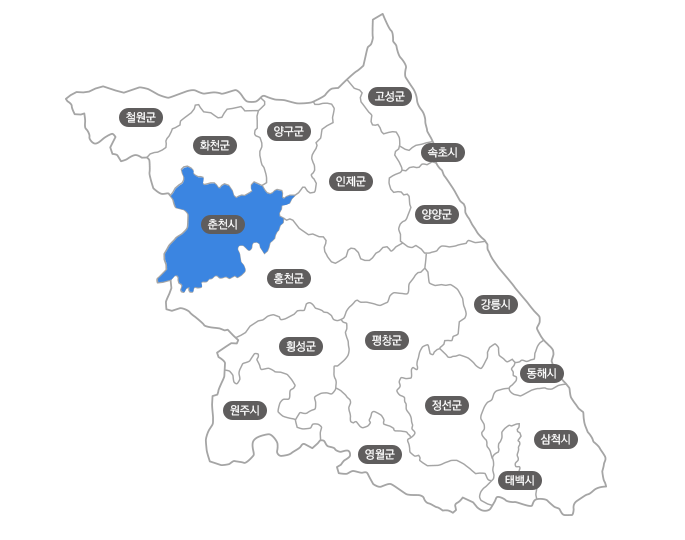 고성군
철원군
양구군
화천군
속초시
인제군
양양군
춘천시
홍천군
강릉시
평창군
횡성군
동해시
정선군
원주시
삼척시
영월군
태백시